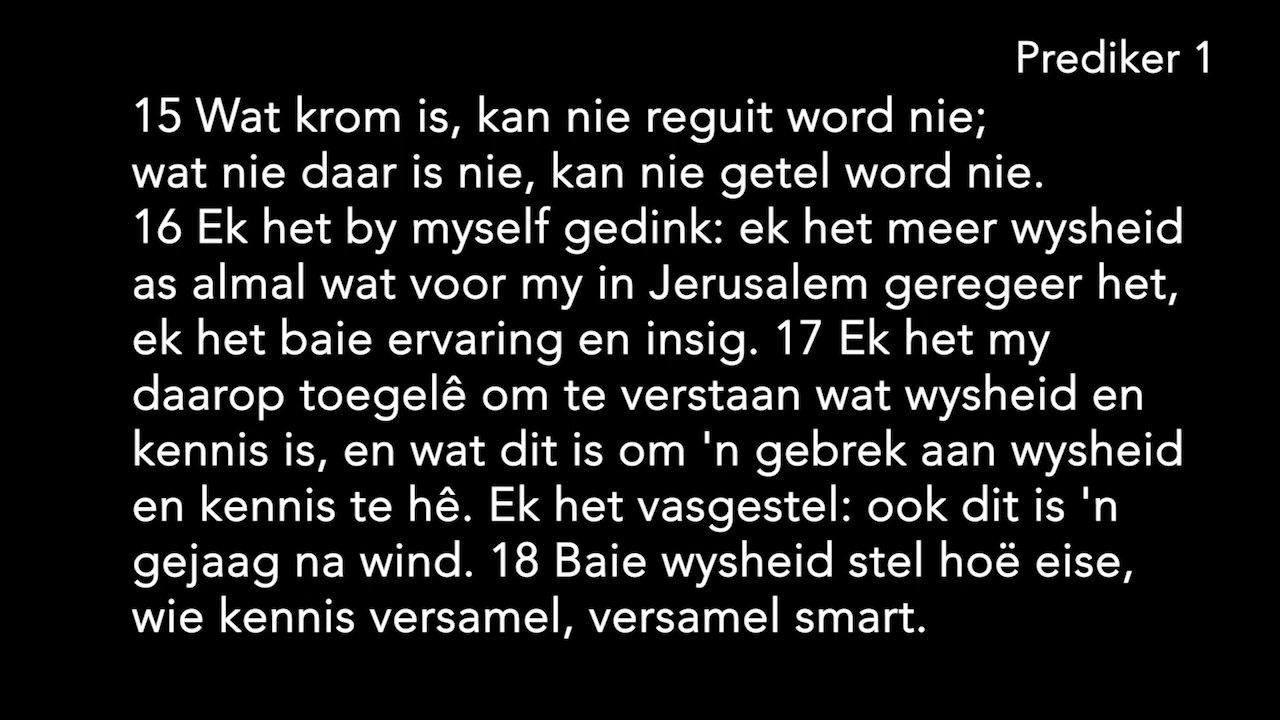 Prediker 1
15 Wat krom is, kan nie reguit word nie;
wat nie daar is nie, kan nie getel word nie.
16 Ek het by myself gedink: ek het meer wysheid
as almal wat voor my in Jerusalem geregeer het,
ek het baie ervaring en insig. 17 Ek het my
daarop toegelê om te verstaan wat wysheid en
kennis is, en wat dit is om 'n gebrek aan wysheid
en kennis te hê. Ek het vasgestel: ook dit is 'n
gejaag na wind. 18 Baie wysheid stel hoë eise,
wie kennis versamel, versamel smart.